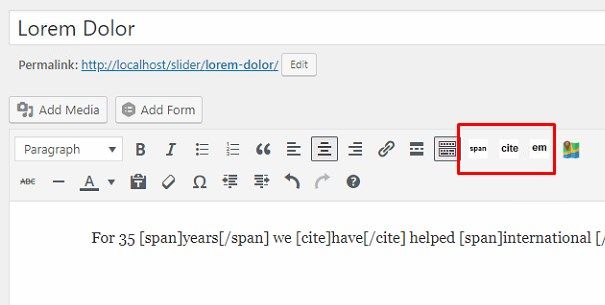 Lorem Dolor
Permalink: http://localhost/slider/lorem-dolor/ Edit
Add Media Add Form
Paragraph B I span cite em
ABC A
For 35 [span]years[/span] we [cite]have[/cite] helped [span]international [/